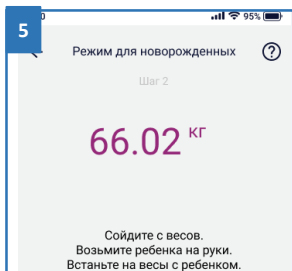 5
95%
Режим для новорожденных ?
Шаг 2
66.02 кг
Сойдите с весов.
Возьмите ребенка на руки.
Встаньте на весы с ребенком.